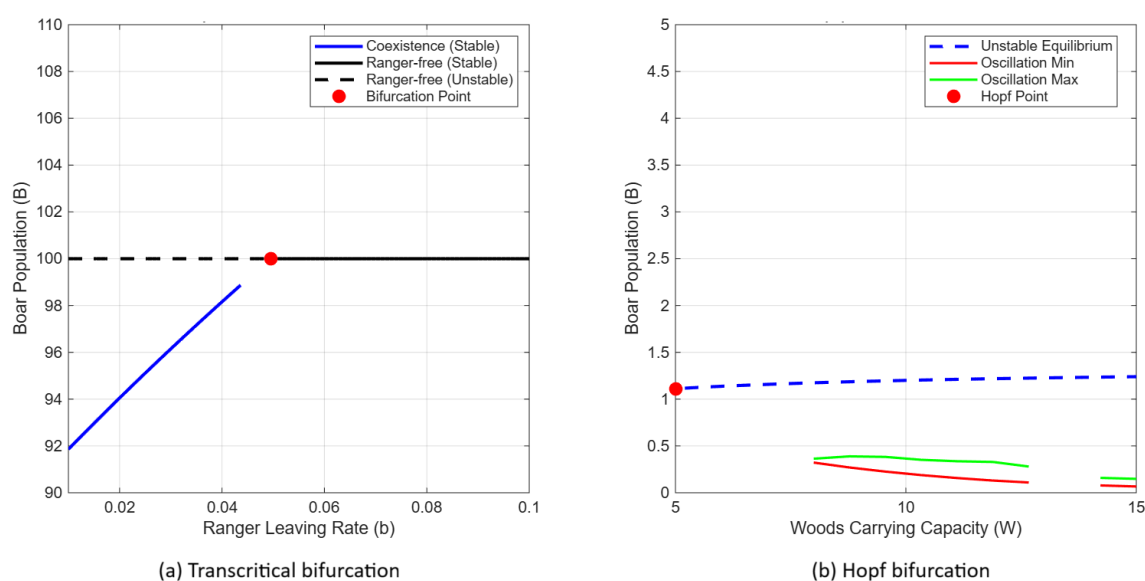 110
108
106
104
102
100
98
96
94
92
90
Boar Population (B)
Coexistence (Stable)
Ranger-free (Stable)
Ranger-free (Unstable)
Bifurcation Point
0.02
0.04
0.06
0.08
0.1
Ranger Leaving Rate (b)
(a) Transcritical bifurcation
5
4.5
4
3.5
3
2.5
2
1.5
1
0.5
0
Boar Population (B)
Unstable Equilibrium
Oscillation Min
Oscillation Max
Hopf Point
5
10
15
Woods Carrying Capacity (W)
(b) Hopf bifurcation